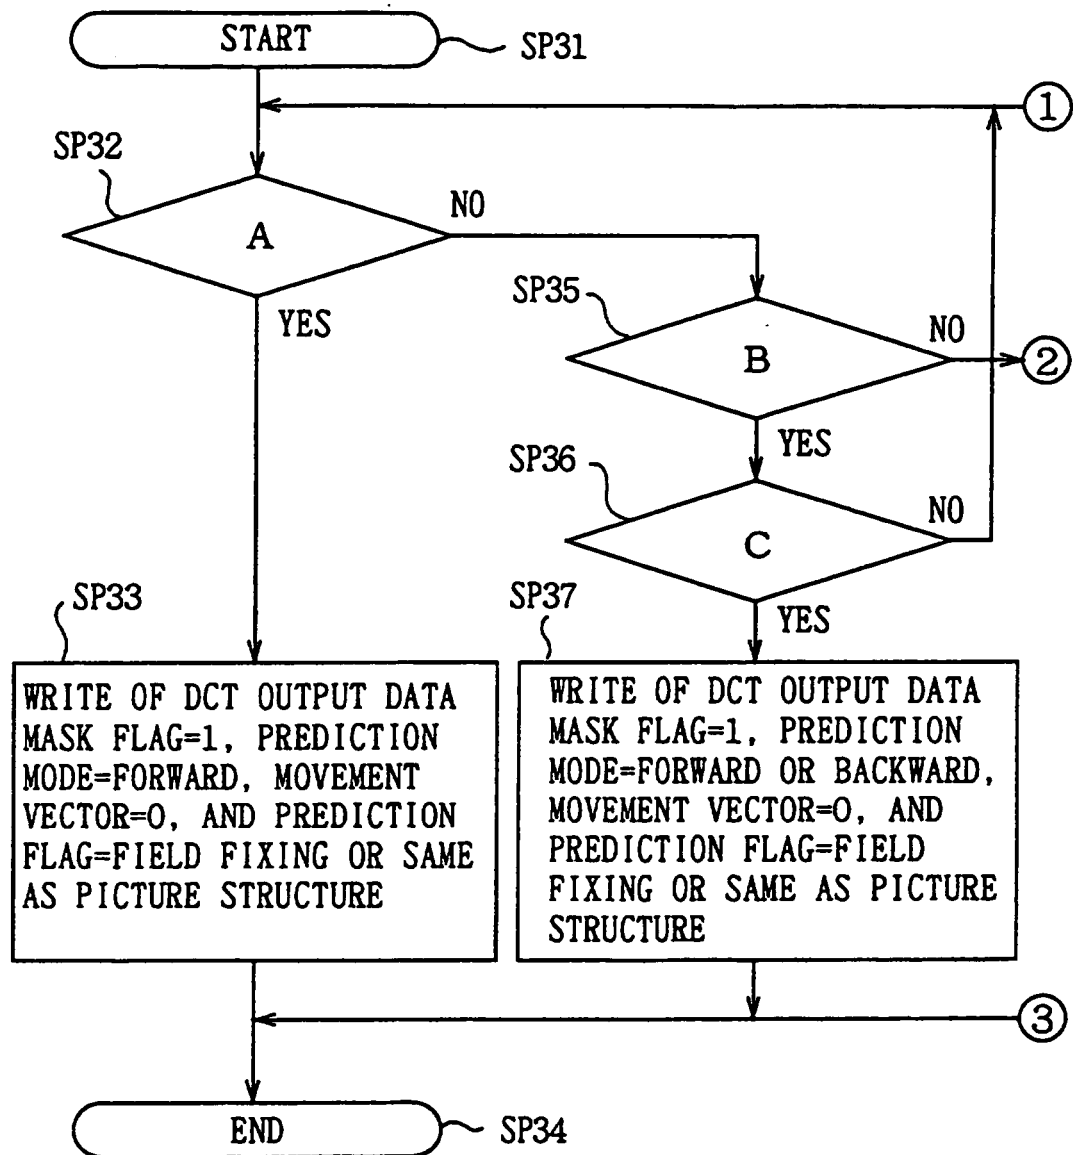 START
SP31
①
SP32
A
NO
YES
SP35
B
NO
②
YES
SP36
C
NO
YES
SP33
WRITE OF DCT OUTPUT DATA
MASK FLAG=1, PREDICTION
MODE=FORWARD, MOVEMENT
VECTOR=0, AND PREDICTION
FLAG=FIELD FIXING OR SAME
AS PICTURE STRUCTURE
SP37
WRITE OF DCT OUTPUT DATA
MASK FLAG=1, PREDICTION
MODE=FORWARD OR BACKWARD,
MOVEMENT VECTOR=0, AND
PREDICTION FLAG=FIELD
FIXING OR SAME AS PICTURE
STRUCTURE
③
END
SP34